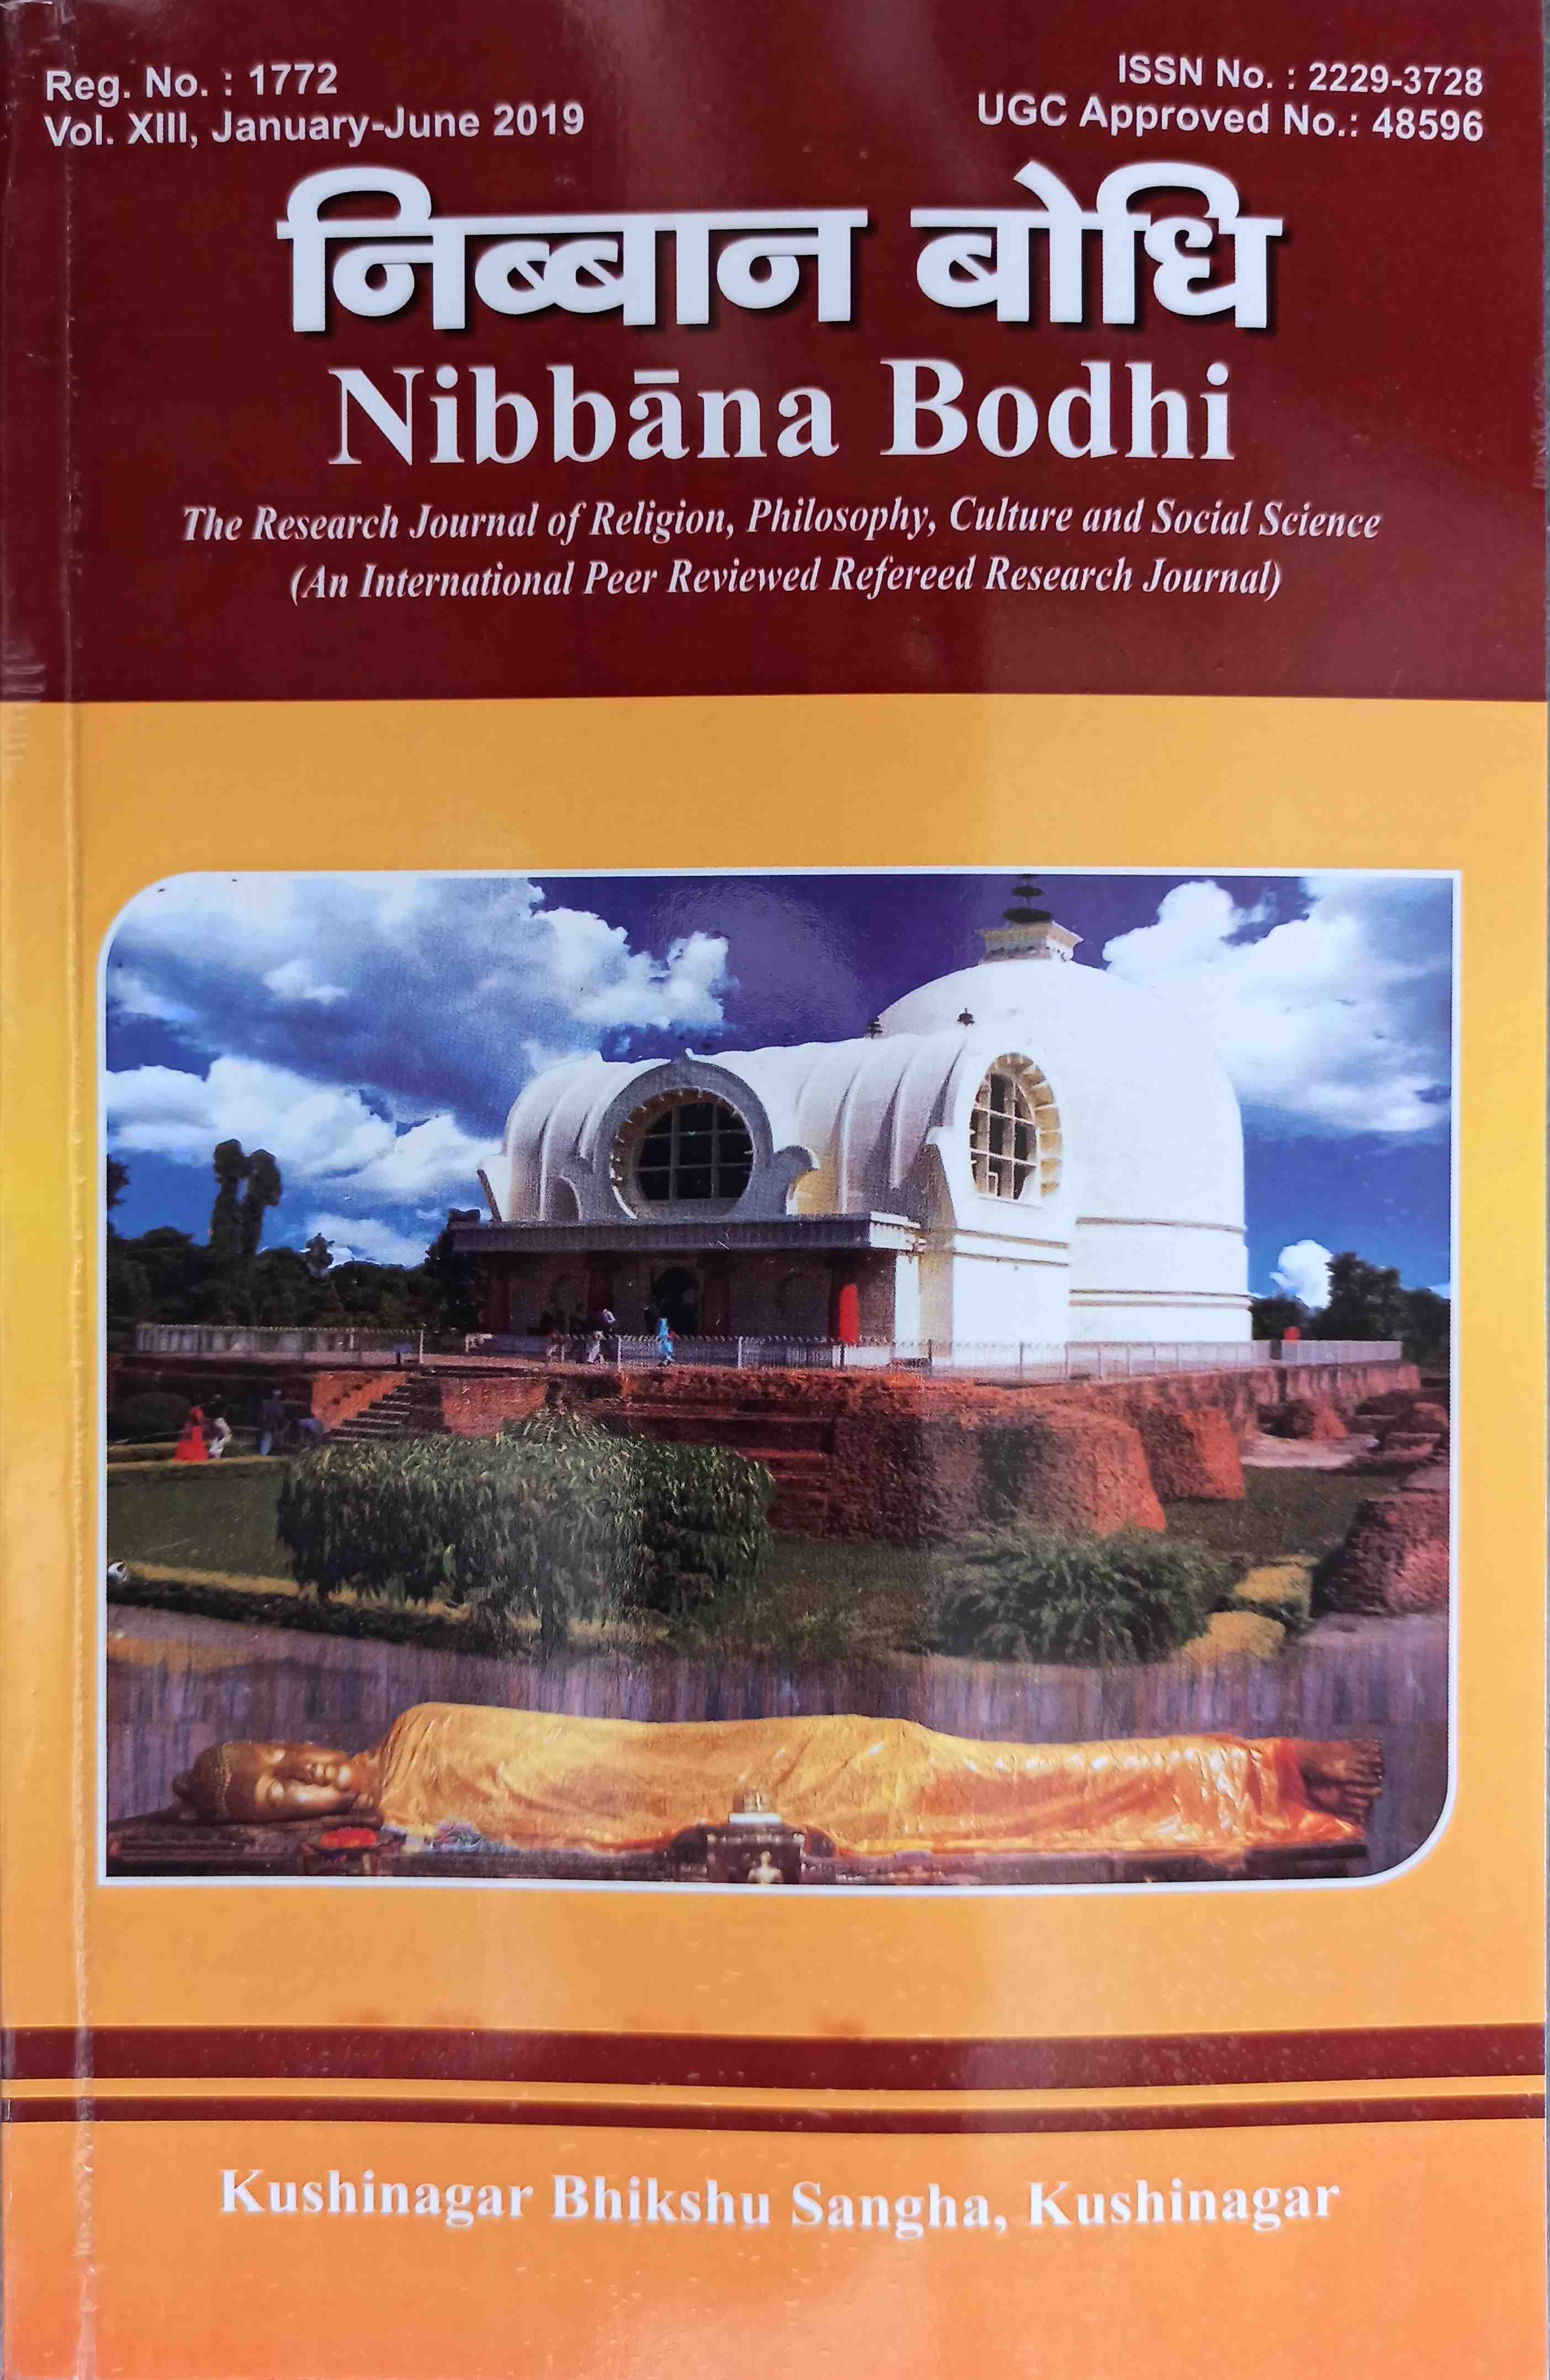 Reg. No. : 1772
Vol. XIII, January-June 2019
ISSN No. : 2229-3728
UGC Approved No.: 48596
निब्बान बोधि
Nibbāna Bodhi
The Research Journal of Religion, Philosophy, Culture and Social Science
(An International Peer Reviewed Refereed Research Journal)
Kushinagar Bhikshu Sangha, Kushinagar